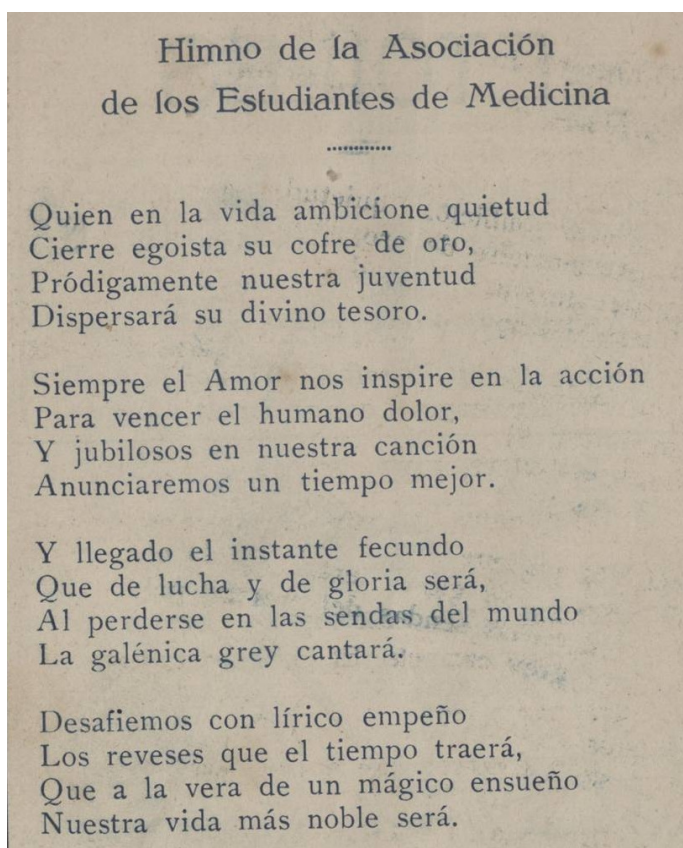 Himno de la Asociación
de los Estudiantes de Medicina
Quien en la vida ambicione quietud
Cierre egoista su cofre de oro,
Pródigamente nuestra juventud
Dispersará su divino tesoro.
Siempre el Amor nos inspire en la acción
Para vencer el humano dolor,
Y jubilosos en nuestra canción
Anunciaremos un tiempo mejor.
Y llegado el instante fecundo
Que de lucha y de gloria será,
Al perderse en las sendas del mundo
La galénica grey cantará.
Desafiemos con lírico empeño
Los reveses que el tiempo traerá,
Que a la vera de un mágico ensueño
Nuestra vida más noble será.